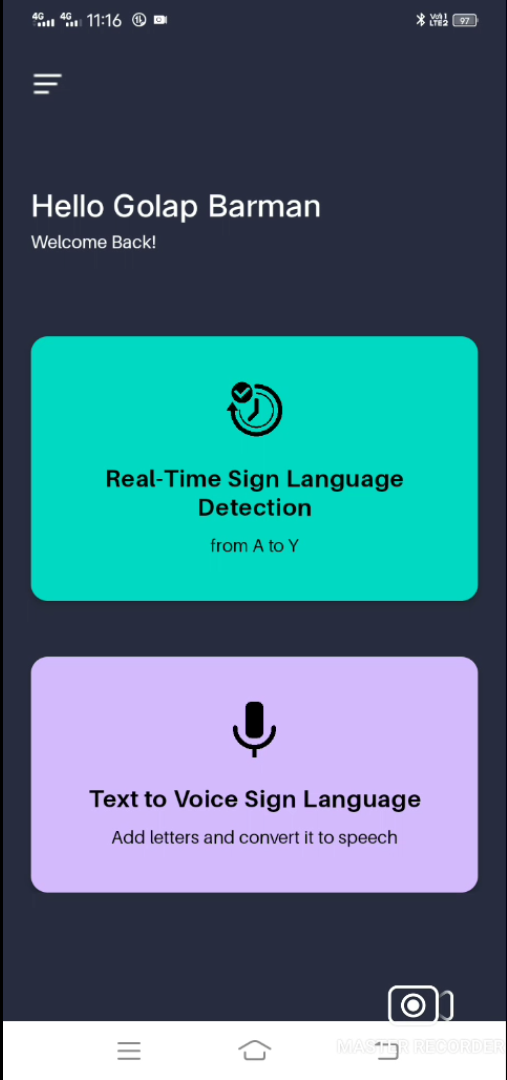 4G 4G 11:16 Vo) 1 LTE2 97
Hello Golap Barman
Welcome Back!
Real-Time Sign Language
Detection
from A to Y
Text to Voice Sign Language
Add letters and convert it to speech
MASTER RECORDER